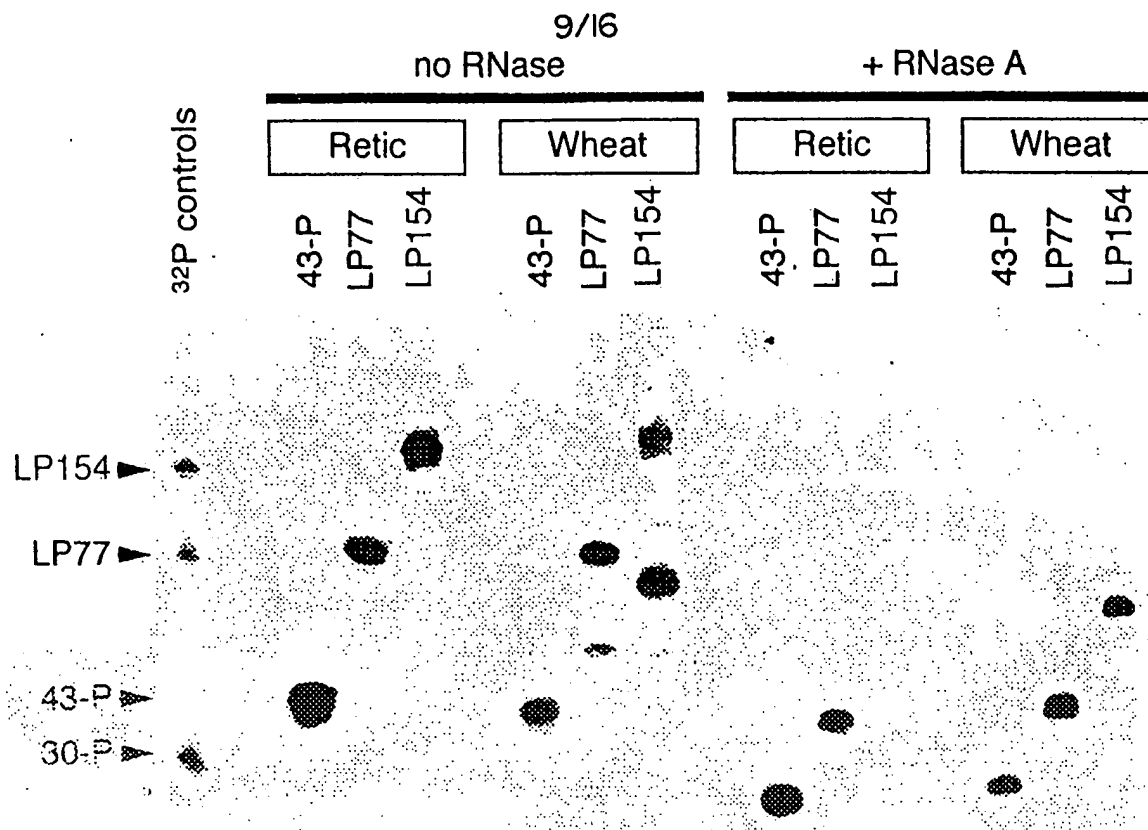 9/16
no RNase
+ RNase A
Retic
Wheat
Retic
Wheat
32P controls
43-P
LP77
LP154
43-P
LP77
LP154
43-P
LP77
LP154
43-P
LP77
LP154
LP154
LP77
43-P
30-P